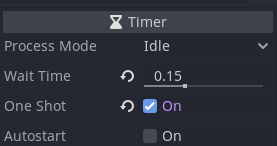 Timer
Process Mode Idle
Wait Time 0.15
One Shot On
Autostart On